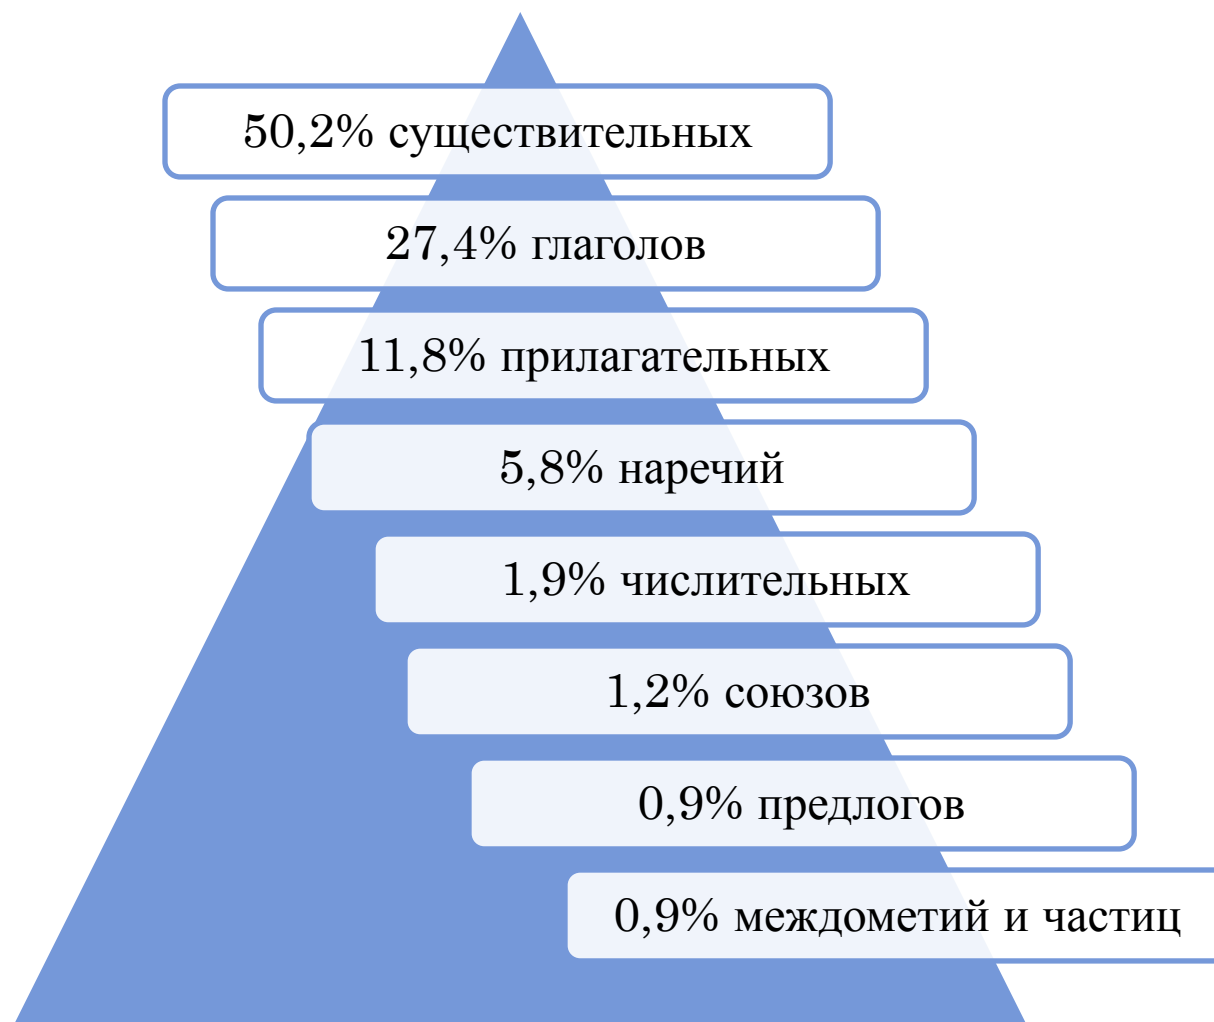 50,2% существительных
27,4% глаголов
11,8% прилагательных
5,8% наречий
1,9% числительных
1,2% союзов
0,9% предлогов
0,9% междометий и частиц